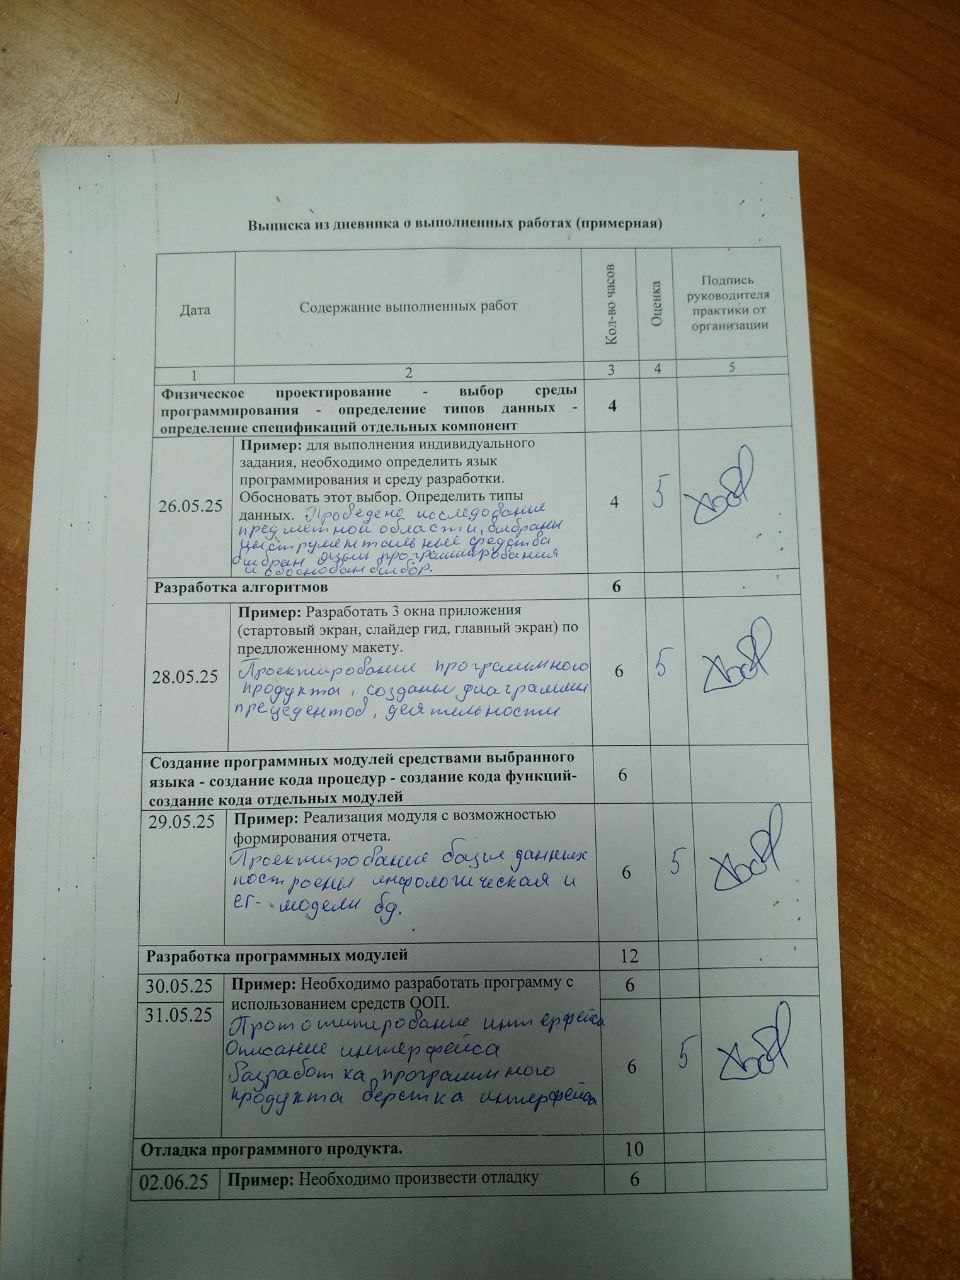 Выписка из дневника о выполненных работах (примерная)
Дата
Содержание выполненных работ
Кол-во часов
Оценка
Подпись
руководителя
практики от
организации
1 2 3 4 5
Физическое проектирование - выбор среды
программирования - определение типов данных -
определение спецификаций отдельных компонент
4
26.05.25
Пример: для выполнения индивидуального
задания, необходимо определить язык
программирования и среду разработки.
Обосновать этот выбор. Определить типы
данных. Проведено исследование
предметной области, выбраны
инструментальные средства
выбран язык программирования
и обоснован выбор.
4 5
Разработка алгоритмов 6
28.05.25
Пример: Разработать 3 окна приложения
(стартовый экран, слайдер гид, главный экран) по
предложенному макету.
Проектирование программного
продукта, созданы диаграммы
прецедентов, деятельности
6 5
Создание программных модулей средствами выбранного
языка - создание кода процедур - создание кода функций-
создание кода отдельных модулей
6
29.05.25
Пример: Реализация модуля с возможностью
формирования отчета.
Проектирование базы данных
построены инфологическая и
ег- модели бд.
6 5
Разработка программных модулей 12
30.05.25 6
31.05.25
Пример: Необходимо разработать программу с
использованием средств ООП.
Прототипирование интерфейса
Описание интерфейса
Разработка программного
продукта верстка интерфейса
6 5
Отладка программного продукта. 10
02.06.25 Пример: Необходимо произвести отладку 6